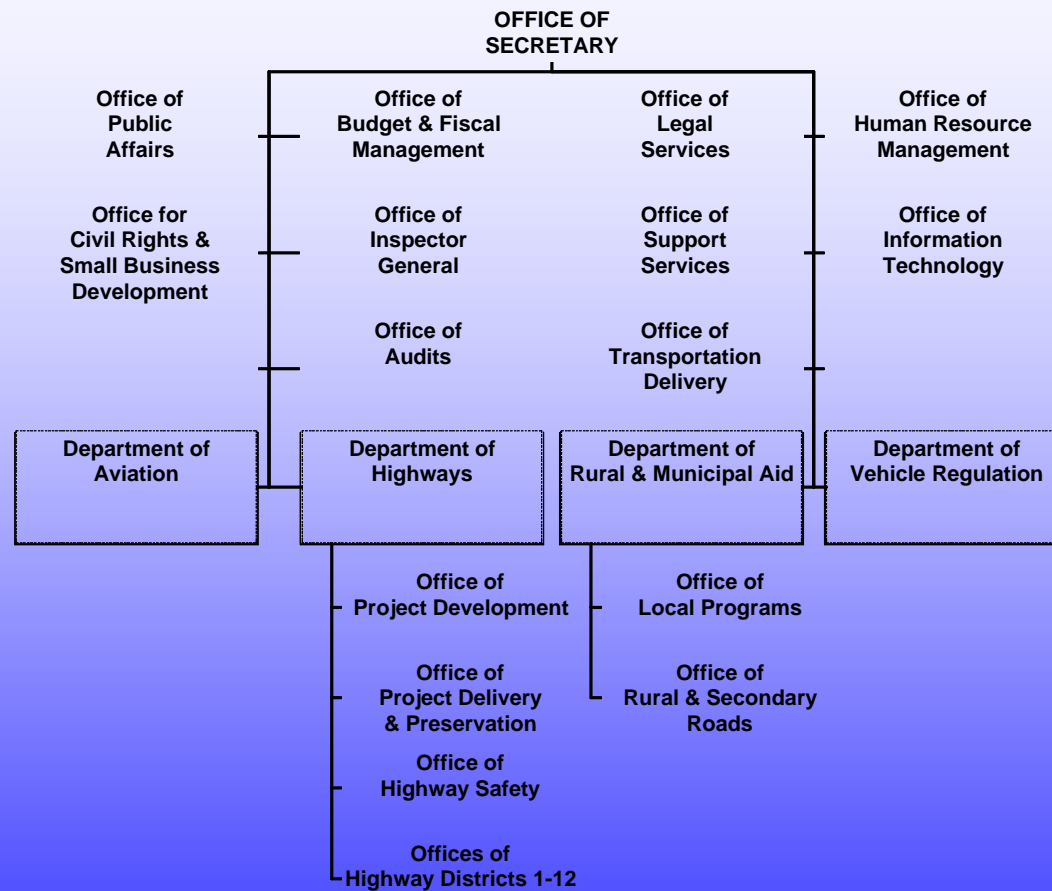 OFFICE OF
SECRETARY
Office of
Public
Affairs
Office of
Budget & Fiscal
Management
Office of
Legal
Services
Office of
Human Resource
Management
Office for
Civil Rights &
Small Business
Development
Office of
Inspector
General
Office of
Support
Services
Office of
Information
Technology
Office of
Audits
Office of
Transportation
Delivery
Department of
Aviation
Department of
Highways
Department of
Rural & Municipal Aid
Department of
Vehicle Regulation
Office of
Project Development
Office of
Project Delivery
& Preservation
Office of
Highway Safety
Offices of
Highway Districts 1-12
Office of
Local Programs
Office of
Rural & Secondary
Roads